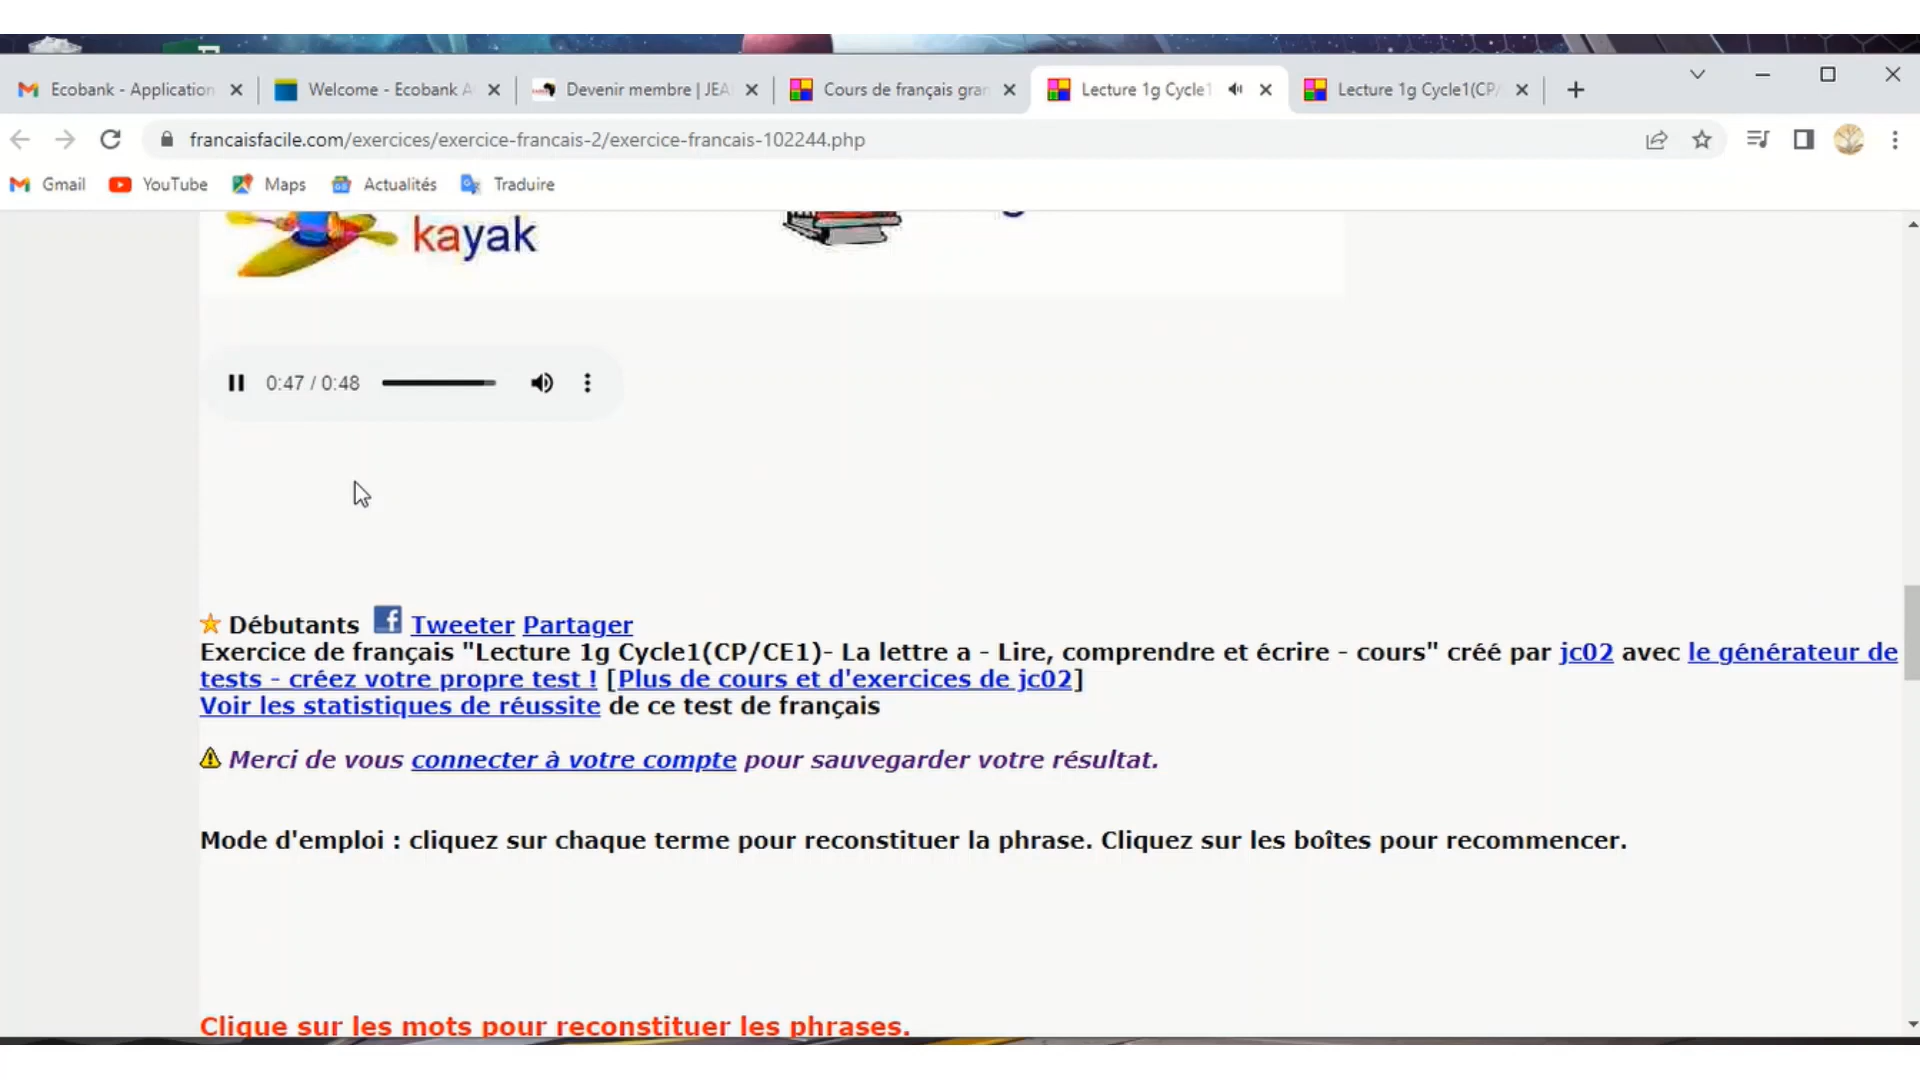 Ecobank - Application
Welcome - Ecobank A
Devenir membre | JEA
Cours de français gran
Lecture 1g Cycle1
Lecture 1g Cycle1(CP/
francaisfacile.com/exercices/exercice-francais-2/exercice-francais-102244.php
Gmail
YouTube
Maps
Actualités
Traduire
kayak
0:47 / 0:48
Débutants Tweeter Partager
Exercice de français "Lecture 1g Cycle1(CP/CE1)- La lettre a - Lire, comprendre et écrire - cours" créé par jc02 avec le générateur de
tests - créez votre propre test ! [Plus de cours et d'exercices de jc02]
Voir les statistiques de réussite de ce test de français
Merci de vous connecter à votre compte pour sauvegarder votre résultat.
Mode d'emploi : cliquez sur chaque terme pour reconstituer la phrase. Cliquez sur les boîtes pour recommencer.
Clique sur les mots pour reconstituer les phrases.